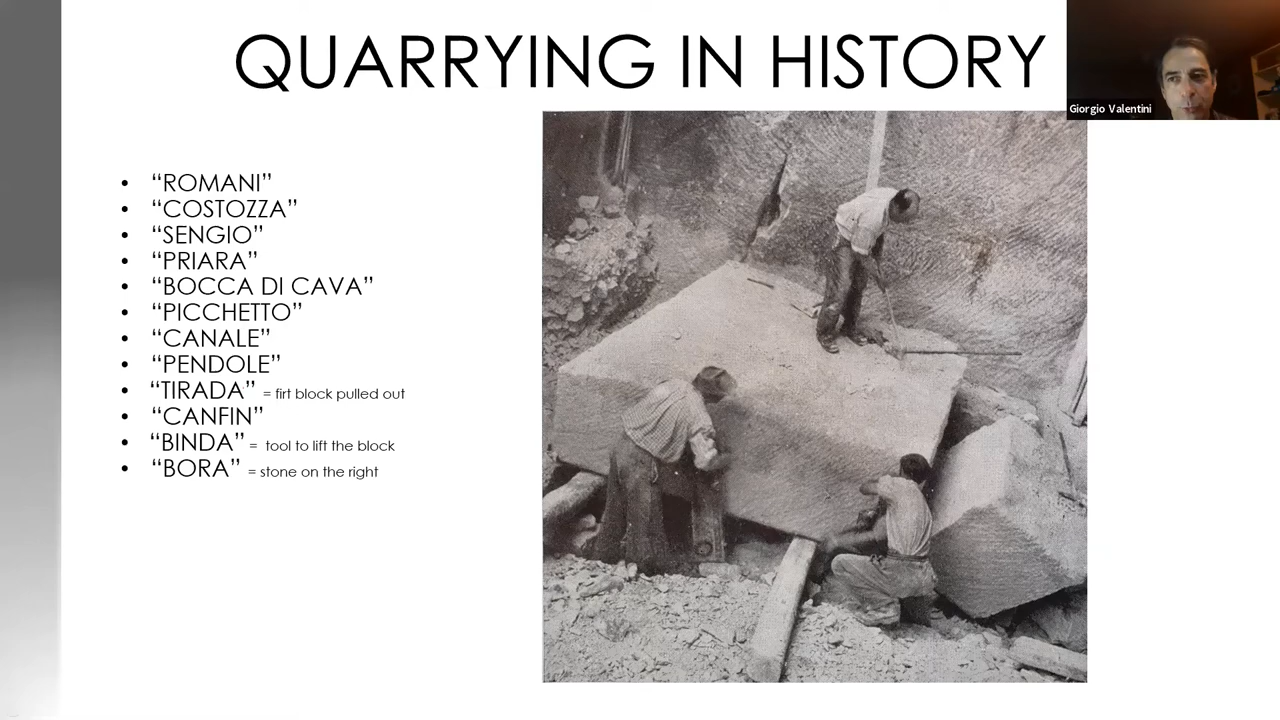 QUARRYING IN HISTORY
Giorgio Valentini
• “ROMANI”
• “COSTOZZA”
• “SENGIO”
• “PRIARA”
• “BOCCA DI CAVA”
• “PICCHETTO”
• “CANALE”
• “PENDOLE”
• “TIRADA” = firt block pulled out
• “CANFIN”
• “BINDA” = tool to lift the block
• “BORA” = stone on the right